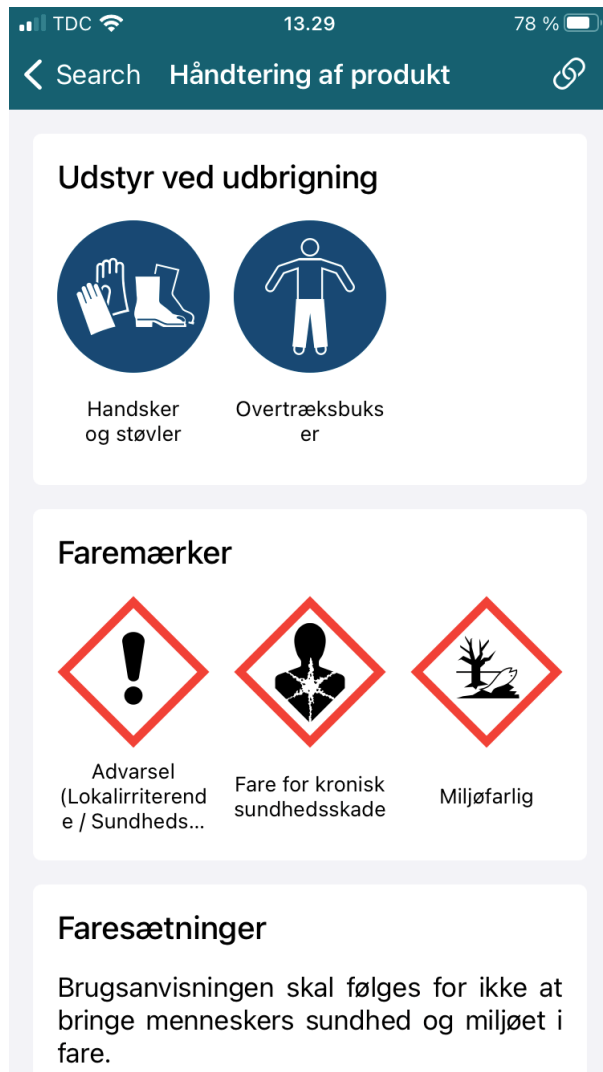 TDC 13.29 78 %
Search Håndtering af produkt
Udstyr ved udbrigning
Handsker
og støvler
Overtræksbuks
er
Faremærker
Advarsel
(Lokalirriterend
e / Sundheds...
Fare for kronisk
sundhedsskade
Miljøfarlig
Faresætninger
Brugsanvisningen skal følges for ikke at
bringe menneskers sundhed og miljøet i
fare.